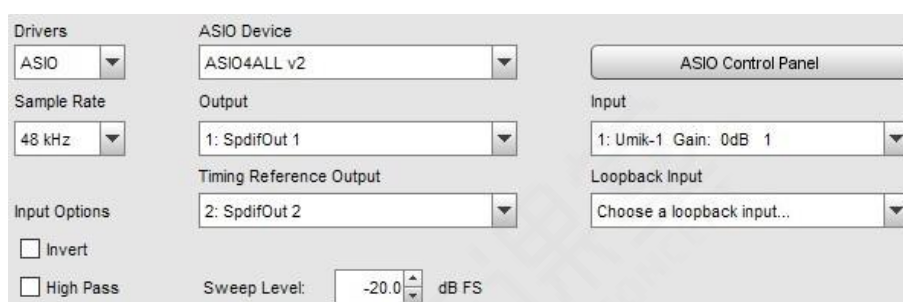 Drivers ASIO Device
ASIO ASIO4ALL v2 ASIO Control Panel
Sample Rate Output Input
48 kHz 1: SpdifOut 1 1: Umik-1 Gain: 0dB 1
Timing Reference Output Loopback Input
Input Options 2: SpdifOut 2 Choose a loopback input...
Invert
High Pass Sweep Level: -20.0 dB FS